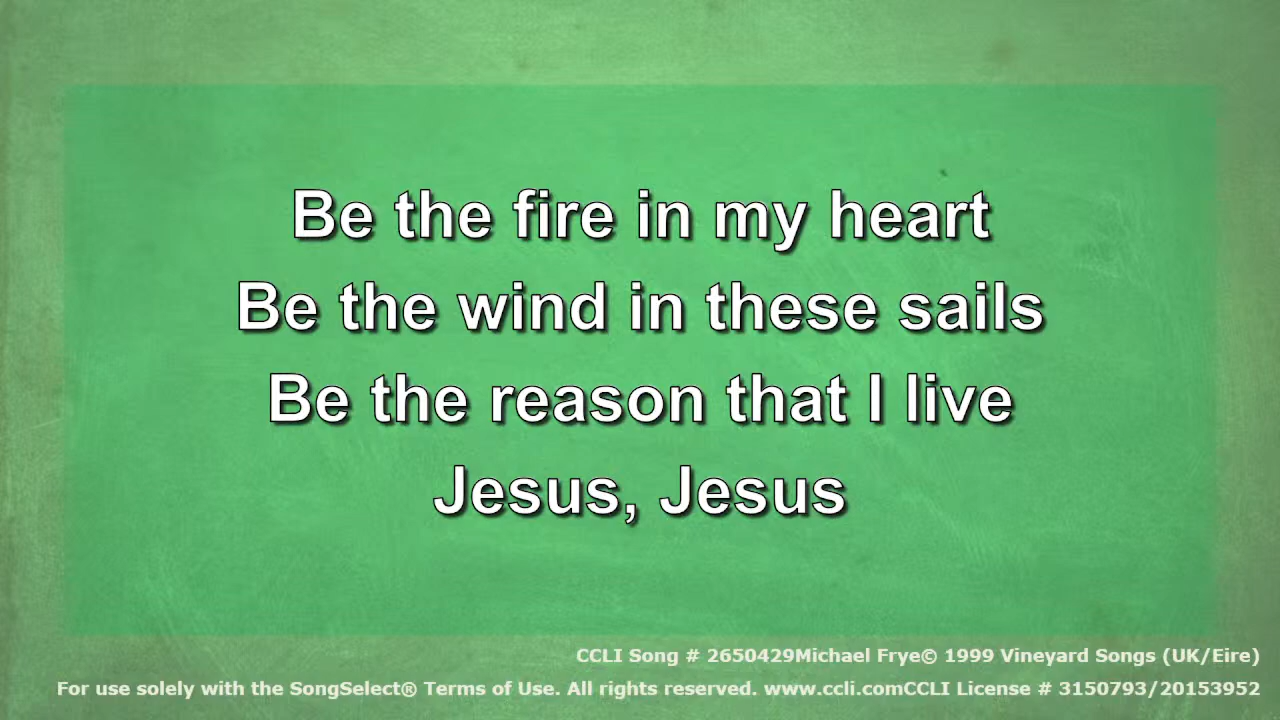 Be the fire in my heart
Be the wind in these sails
Be the reason that I live
Jesus, Jesus
CCLI Song # 2650429Michael Frye© 1999 Vineyard Songs (UK/Eire)
For use solely with the SongSelect® Terms of Use. All rights reserved. www.ccli.comCCLI License # 3150793/20153952